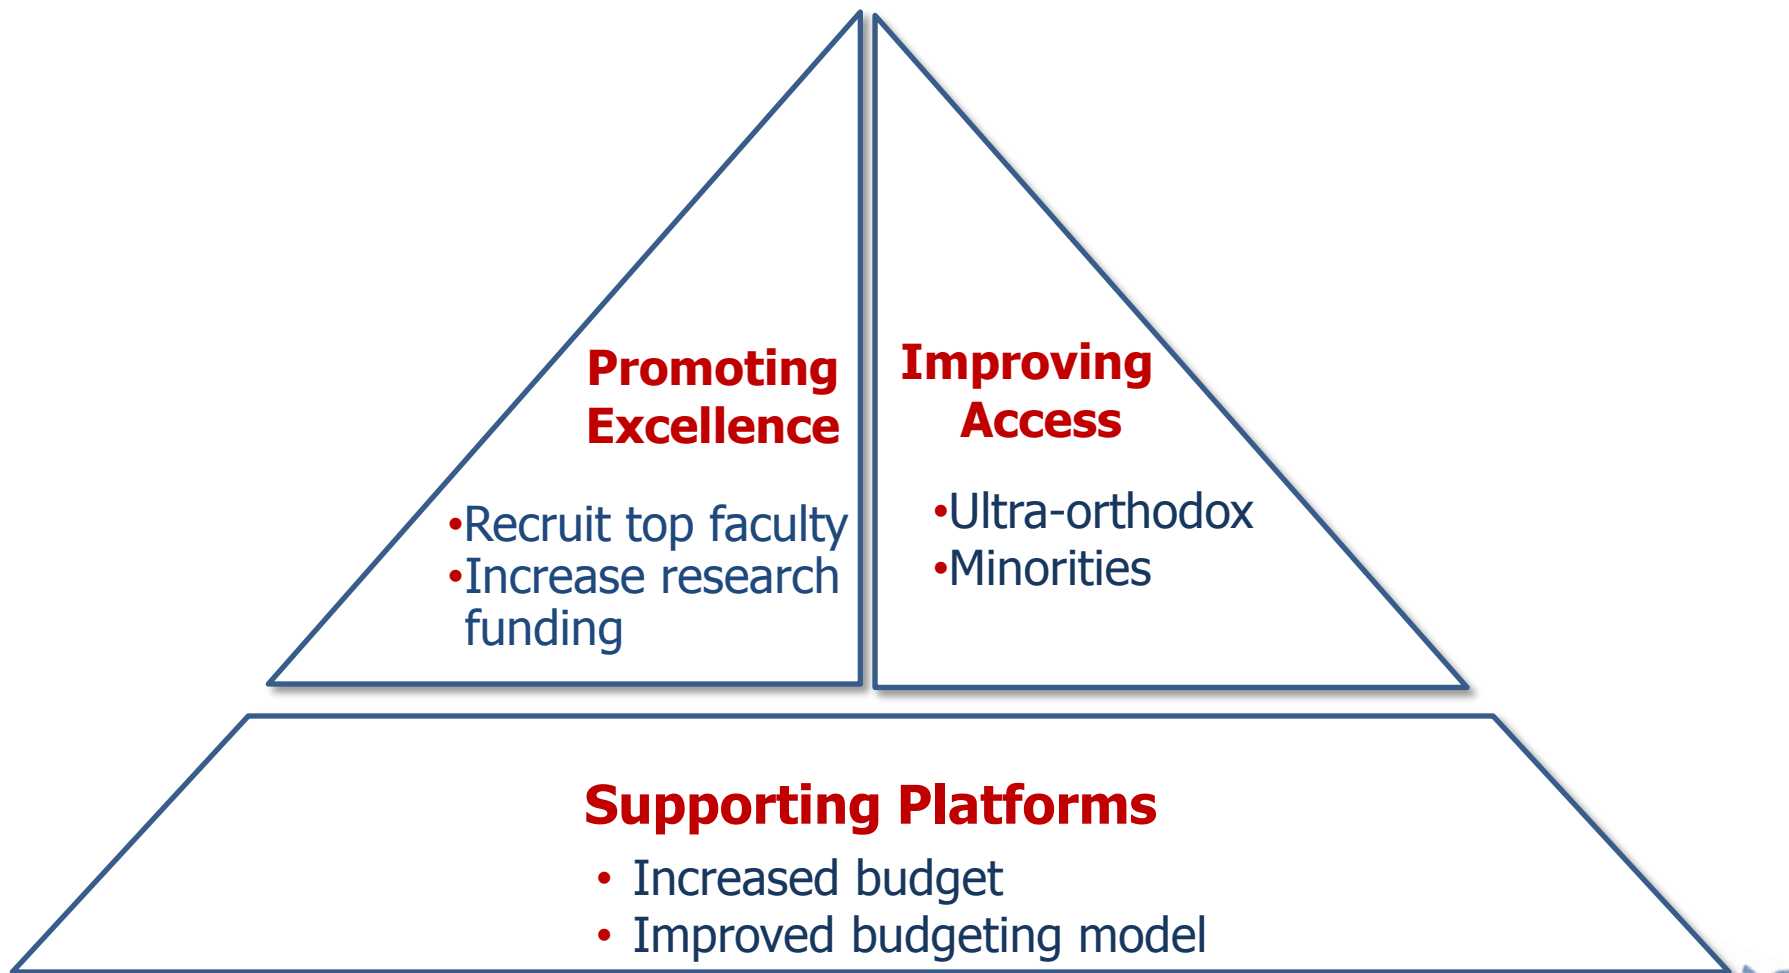 Promoting
Excellence
•Recruit top faculty
•Increase research
funding
Improving
Access
•Ultra-orthodox
•Minorities
Supporting Platforms
• Increased budget
• Improved budgeting model